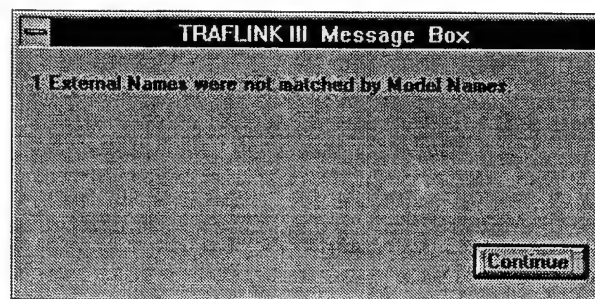 TRAFLINK III Message Box
1 External Names were not matched by Model Names.
Continue